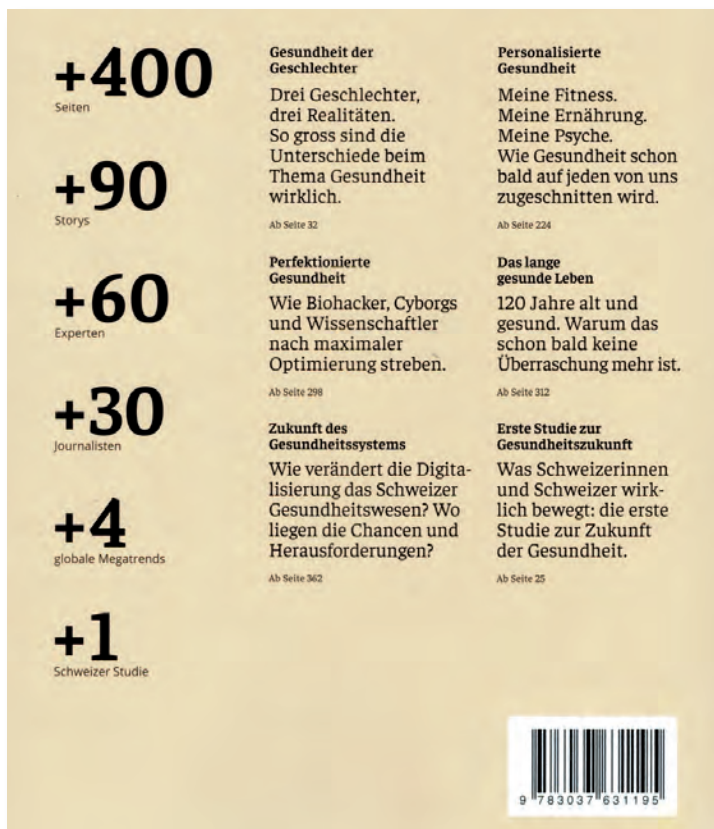 +400
Seiten
+90
Storys
+60
Experten
+30
Journalisten
+4
globale Megatrends
+1
Schweizer Studie
Gesundheit der
Geschlechter
Drei Geschlechter,
drei Realitäten.
So gross sind die
Unterschiede beim
Thema Gesundheit
wirklich.
Ab Seite 32
Perfektionierte
Gesundheit
Wie Biohacker, Cyborgs
und Wissenschaftler
nach maximaler
Optimierung streben.
Ab Seite 298
Zukunft des
Gesundheitssystems
Wie verändert die Digita-
lisierung das Schweizer
Gesundheitswesen? Wo
liegen die Chancen und
Herausforderungen?
Ab Seite 362
Personalisierte
Gesundheit
Meine Fitness.
Meine Ernährung.
Meine Psyche.
Wie Gesundheit schon
bald auf jeden von uns
zugeschnitten wird.
Ab Seite 224
Das lange
gesunde Leben
120 Jahre alt und
gesund. Warum das
schon bald keine
Überraschung mehr ist.
Ab Seite 312
Erste Studie zur
Gesundheitszukunft
Was Schweizerinnen
und Schweizer wirk-
lich bewegt: die erste
Studie zur Zukunft
der Gesundheit.
Ab Seite 25
9 783037 631195